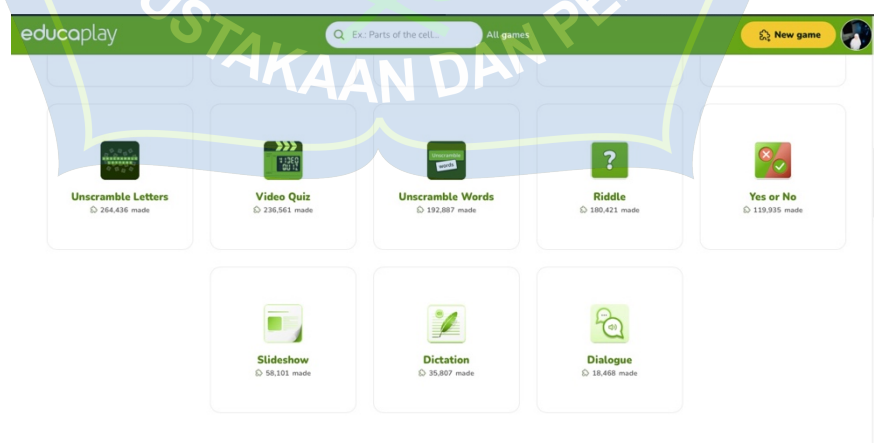 educaplay
Ex.: Parts of the cell...
All games
New game
USTAKAAN DAN PE
Unscramble Letters
264,436 made
Video Quiz
236,561 made
Unscramble Words
192,887 made
Riddle
180,421 made
Yes or No
119,935 made
Slideshow
58,101 made
Dictation
35,807 made
Dialogue
18,468 made